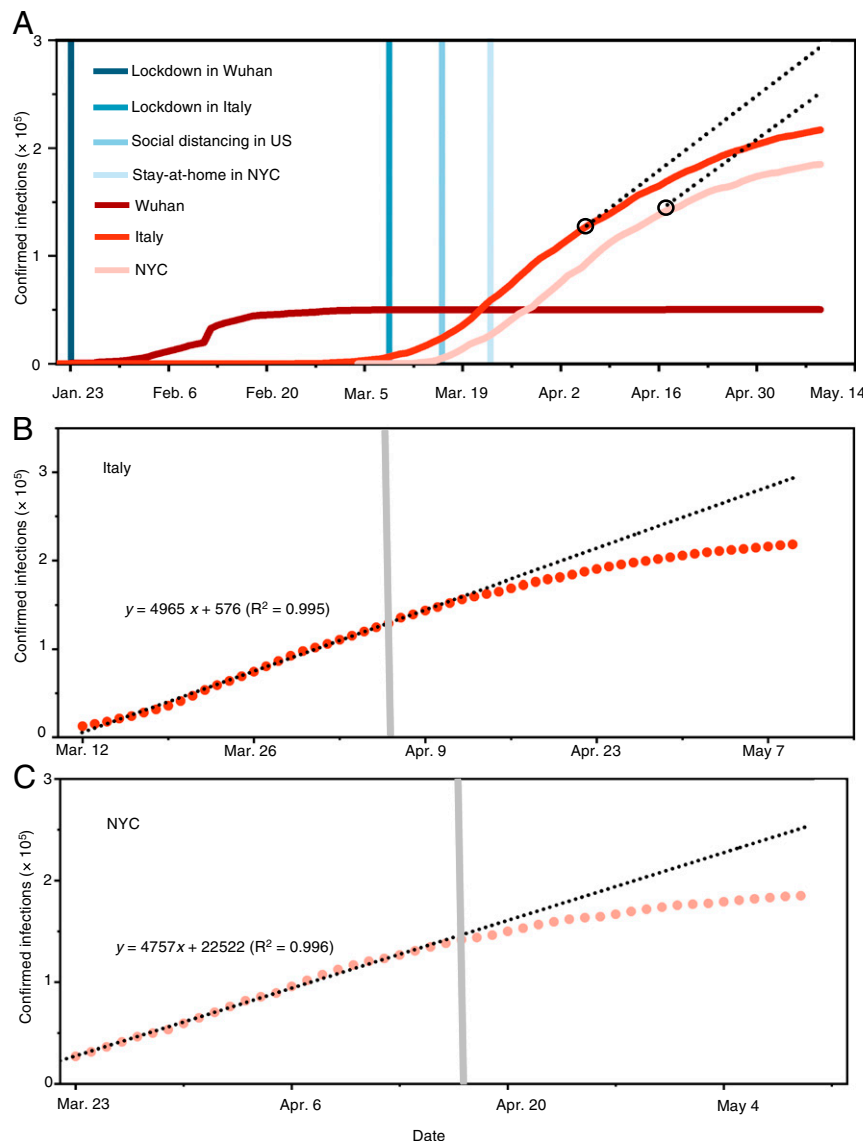 A
Confirmed infections (× 10⁵)
3
2
1
0
Lockdown in Wuhan
Lockdown in Italy
Social distancing in US
Stay-at-home in NYC
Wuhan
Italy
NYC
Jan. 23 Feb. 6 Feb. 20 Mar. 5 Mar. 19 Apr. 2 Apr. 16 Apr. 30 May. 14
B
Confirmed infections (× 10⁵)
Italy
3
2
1
0
y = 4965 x + 576 (R² = 0.995)
Mar. 12 Mar. 26 Apr. 9 Apr. 23 May 7
C
Confirmed infections (× 10⁵)
3
NYC
2
1
0
y = 4757x + 22522 (R² = 0.996)
Mar. 23 Apr. 6 Apr. 20 May 4
Date